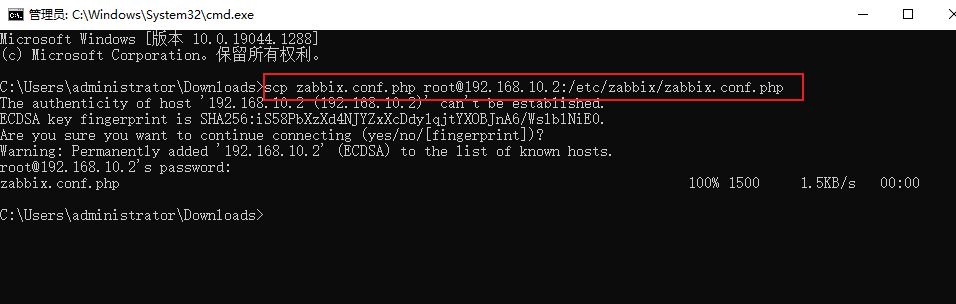 管理员: C:\Windows\System32\cmd.exe
Microsoft Windows [版本 10.0.19044.1288]
(c) Microsoft Corporation。保留所有权利。
C:\Users\administrator\Downloads>scp zabbix.conf.php root@192.168.10.2:/etc/zabbix/zabbix.conf.php
The authenticity of host '192.168.10.2 (192.168.10.2)' can't be established.
ECDSA key fingerprint is SHA256:iS58PbXzXd4NJYZxXcDdy1qjtYXOBJnA6/Ws1b1NiE0.
Are you sure you want to continue connecting (yes/no/[fingerprint])?
Warning: Permanently added '192.168.10.2' (ECDSA) to the list of known hosts.
root@192.168.10.2's password:
zabbix.conf.php 100% 1500 1.5KB/s 00:00
C:\Users\administrator\Downloads>